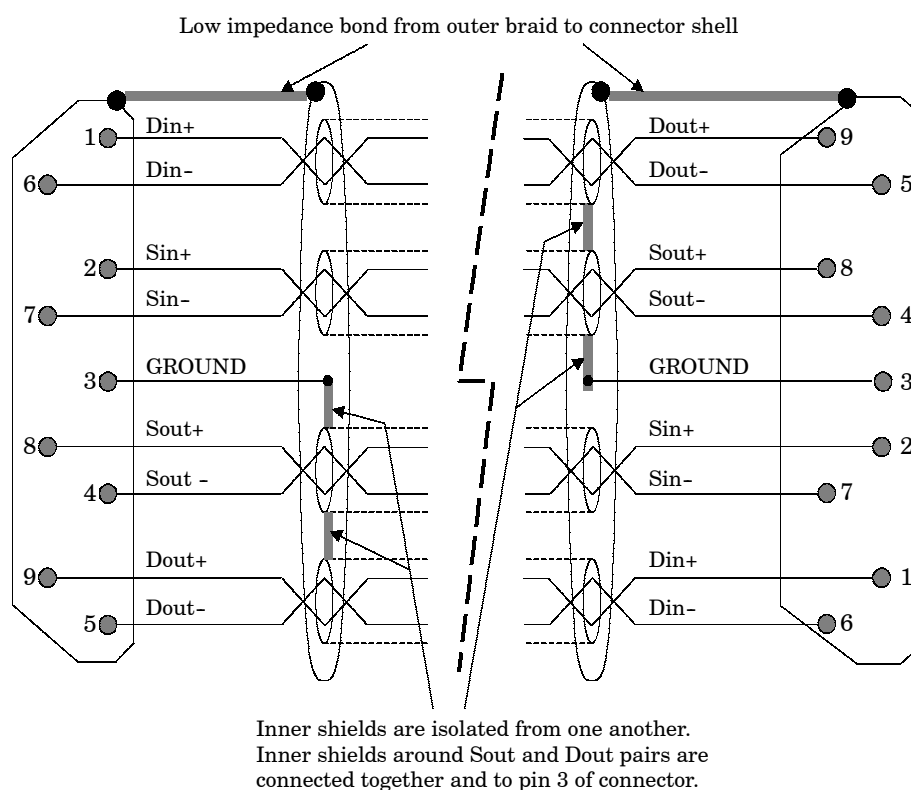 Low impedance bond from outer braid to connector shell
1 Din+ Dout+ 9
6 Din- Dout- 5
2 Sin+ Sout+ 8
7 Sin- Sout- 4
3 GROUND GROUND 3
8 Sout+ Sin+ 2
4 Sout - Sin- 7
9 Dout+ Din+ 1
5 Dout- Din- 6
Inner shields are isolated from one another.
Inner shields around Sout and Dout pairs are
connected together and to pin 3 of connector.